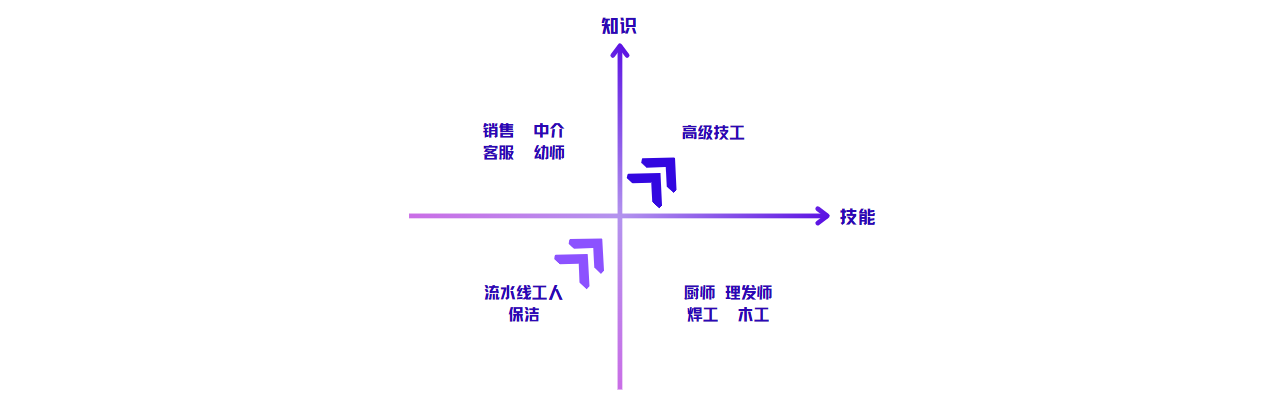 知识
销售 中介
客服 幼师
高级技工
技能
流水线工人
保洁
厨师 理发师
焊工 木工